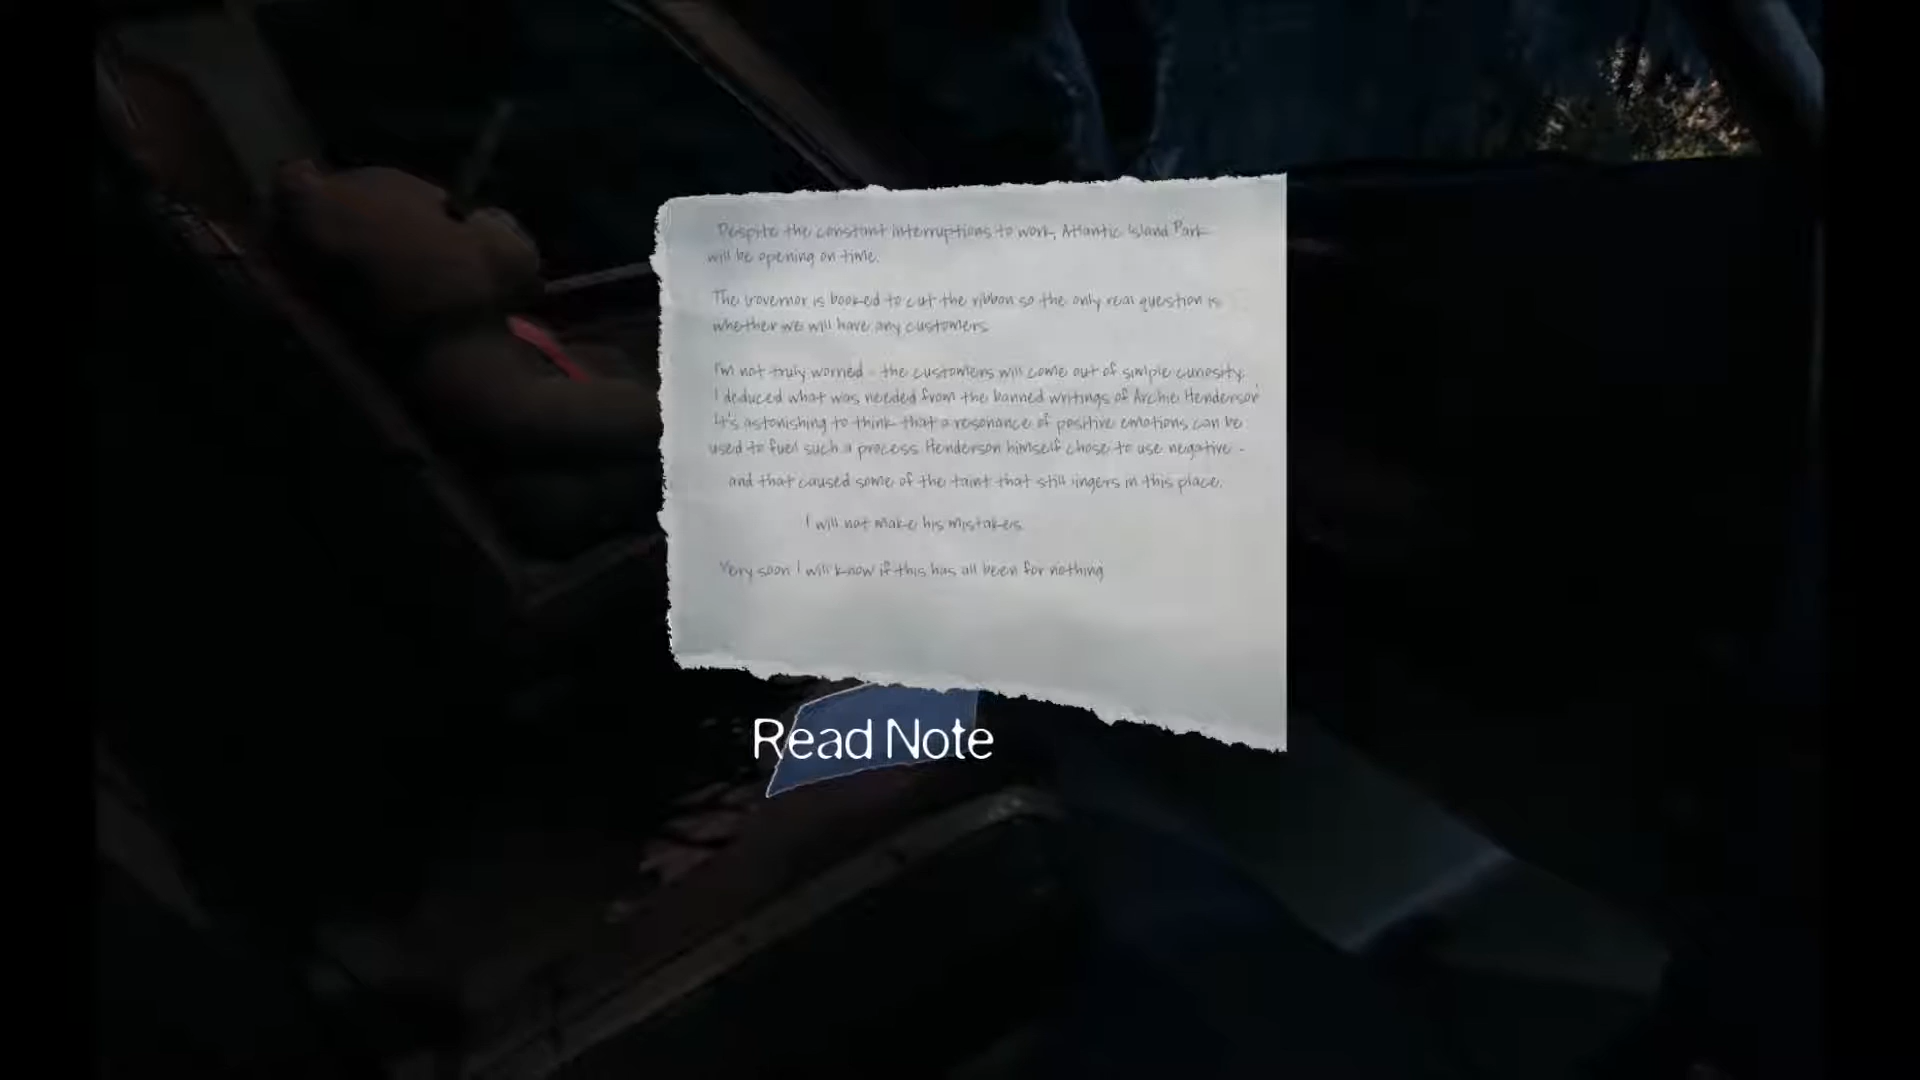 Despite the constant interruptions to work, Atlantic Island Park
will be opening on time.
The Governor is booked to cut the ribbon so the only real question is
whether we will have any customers.
I'm not truly worried - the customers will come out of simple curiosity.
I deduced what was needed from the banned writings of Archie Henderson.
It's astonishing to think that a resonance of positive emotions can be
used to fuel such a process. Henderson himself chose to use negative -
and that caused some of the taint that still lingers in this place.
I will not make his mistakes.
Very soon I will know if this has all been for nothing
Read Note